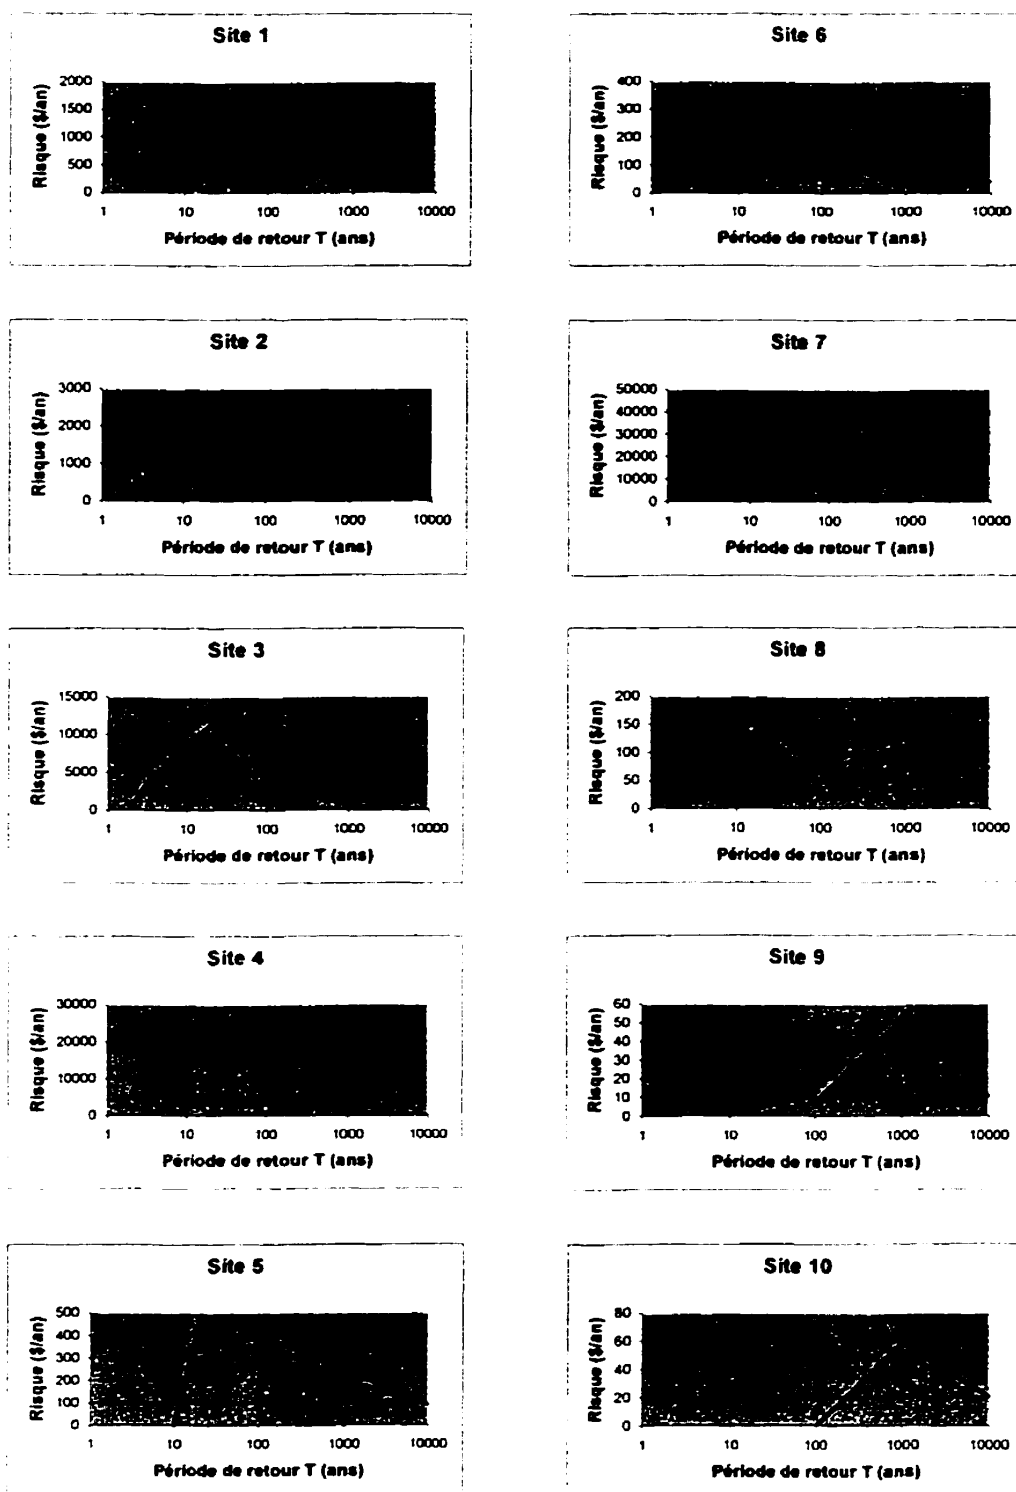 Site 1
Risque ($/an)
2000
1500
1000
500
0
1 10 100 1000 10000
Période de retour T (ans)
Site 2
Risque ($/an)
3000
2000
1000
0
1 10 100 1000 10000
Période de retour T (ans)
Site 3
Risque ($/an)
15000
10000
5000
0
1 10 100 1000 10000
Période de retour T (ans)
Site 4
Risque ($/an)
30000
20000
10000
0
1 10 100 1000 10000
Période de retour T (ans)
Site 5
Risque ($/an)
500
400
300
200
100
0
1 10 100 1000 10000
Période de retour T (ans)
Site 6
Risque ($/an)
400
300
200
100
0
1 10 100 1000 10000
Période de retour T (ans)
Site 7
Risque ($/an)
50000
40000
30000
20000
10000
0
1 10 100 1000 10000
Période de retour T (ans)
Site 8
Risque ($/an)
200
150
100
50
0
1 10 100 1000 10000
Période de retour T (ans)
Site 9
Risque ($/an)
60
50
40
30
20
10
0
1 10 100 1000 10000
Période de retour T (ans)
Site 10
Risque ($/an)
80
60
40
20
0
1 10 100 1000 10000
Période de retour T (ans)